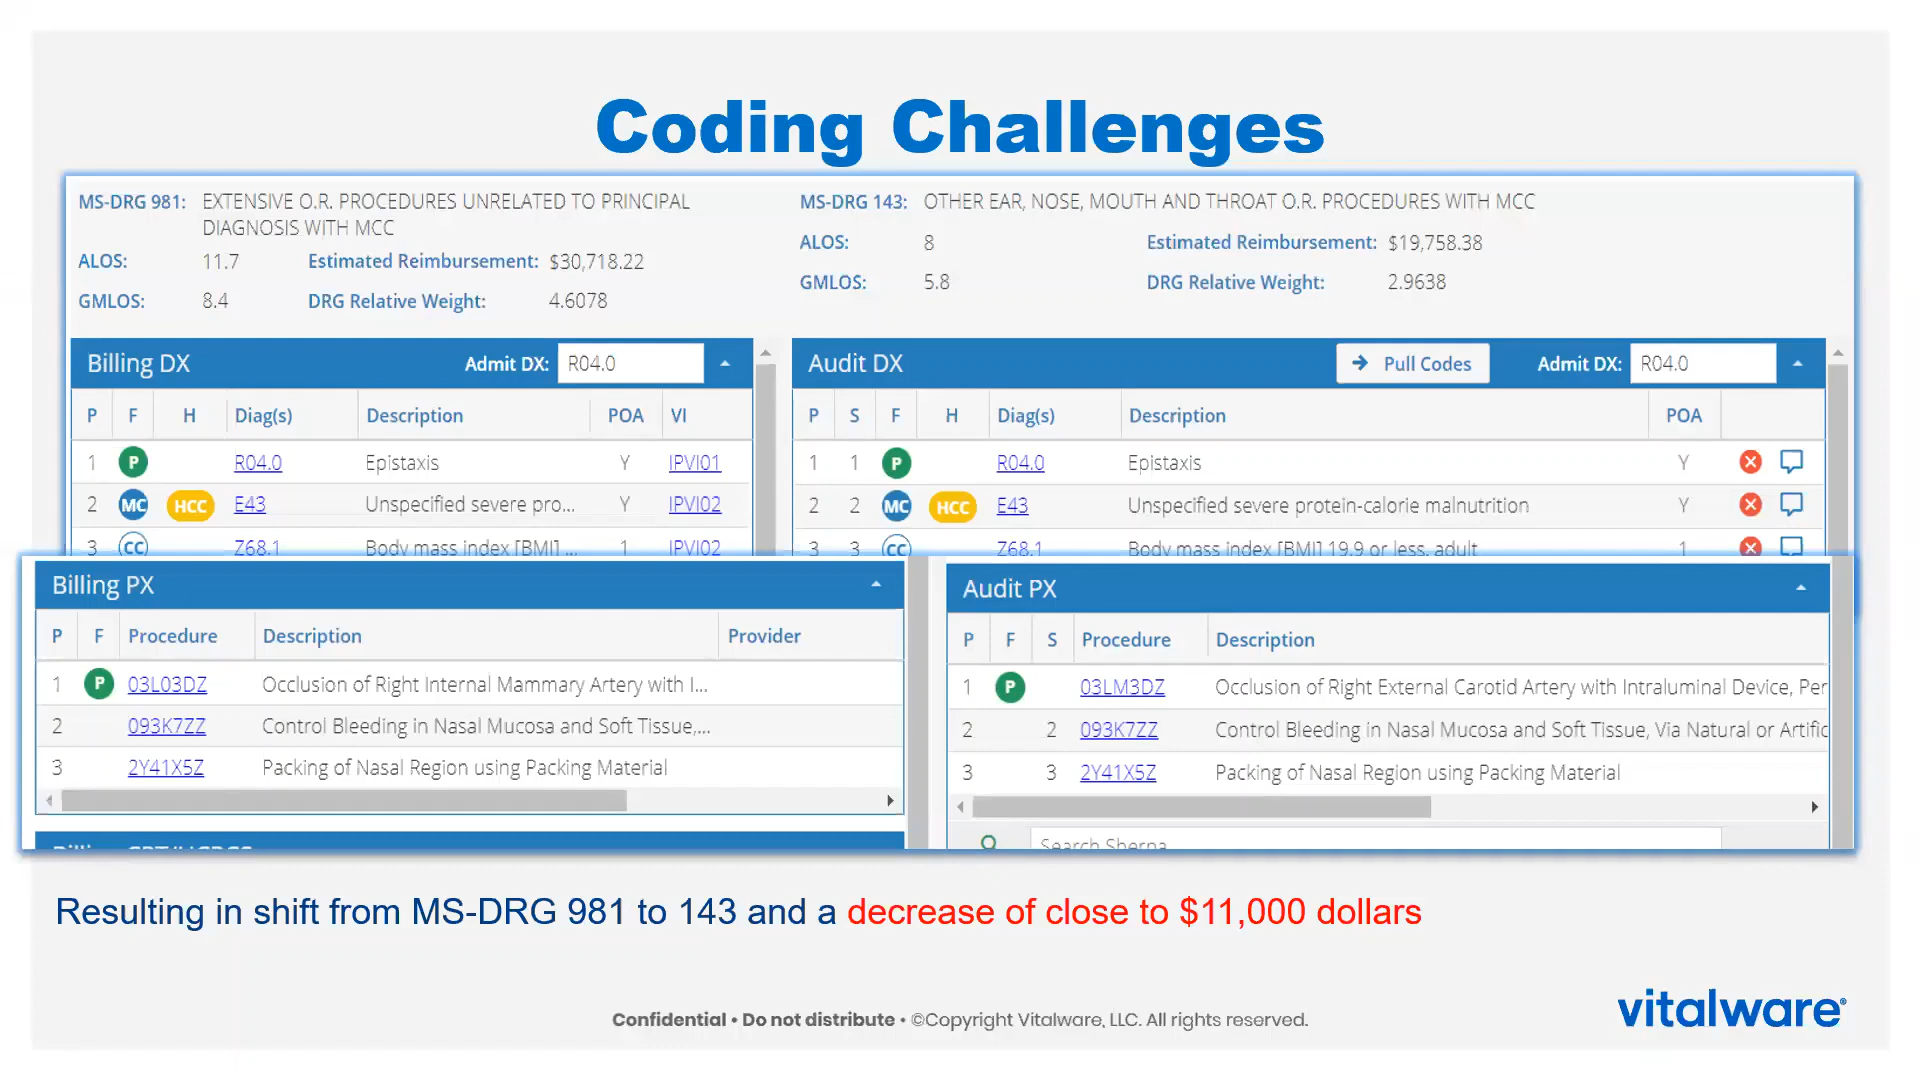 Coding Challenges
MS-DRG 981: EXTENSIVE O.R. PROCEDURES UNRELATED TO PRINCIPAL
DIAGNOSIS WITH MCC
ALOS: 11.7 Estimated Reimbursement: $30,718.22
GMLOS: 8.4 DRG Relative Weight: 4.6078
MS-DRG 143: OTHER EAR, NOSE, MOUTH AND THROAT O.R. PROCEDURES WITH MCC
ALOS: 8 Estimated Reimbursement: $19,758.38
GMLOS: 5.8 DRG Relative Weight: 2.9638
Billing DX Admit DX: R04.0
P F H Diag(s) Description POA VI
1 P R04.0 Epistaxis Y IPVI01
2 MC HCC E43 Unspecified severe pro... Y IPVI02
3 CC Z68.1 Body mass index [BMI] ... 1 IPVI02
Audit DX Pull Codes Admit DX: R04.0
P S F H Diag(s) Description POA
1 1 P R04.0 Epistaxis Y
2 2 MC HCC E43 Unspecified severe protein-calorie malnutrition Y
3 3 CC Z68.1 Body mass index [BMI] 19.9 or less, adult 1
Billing PX
P F Procedure Description Provider
1 P 03L03DZ Occlusion of Right Internal Mammary Artery with I...
2 093K7ZZ Control Bleeding in Nasal Mucosa and Soft Tissue,...
3 2Y41X5Z Packing of Nasal Region using Packing Material
Audit PX
P F S Procedure Description
1 P 03LM3DZ Occlusion of Right External Carotid Artery with Intraluminal Device, Per
2 2 093K7ZZ Control Bleeding in Nasal Mucosa and Soft Tissue, Via Natural or Artific
3 3 2Y41X5Z Packing of Nasal Region using Packing Material
Search Sherpa
Resulting in shift from MS-DRG 981 to 143 and a decrease of close to $11,000 dollars
Confidential • Do not distribute • ©Copyright Vitalware, LLC. All rights reserved.
vitalware®